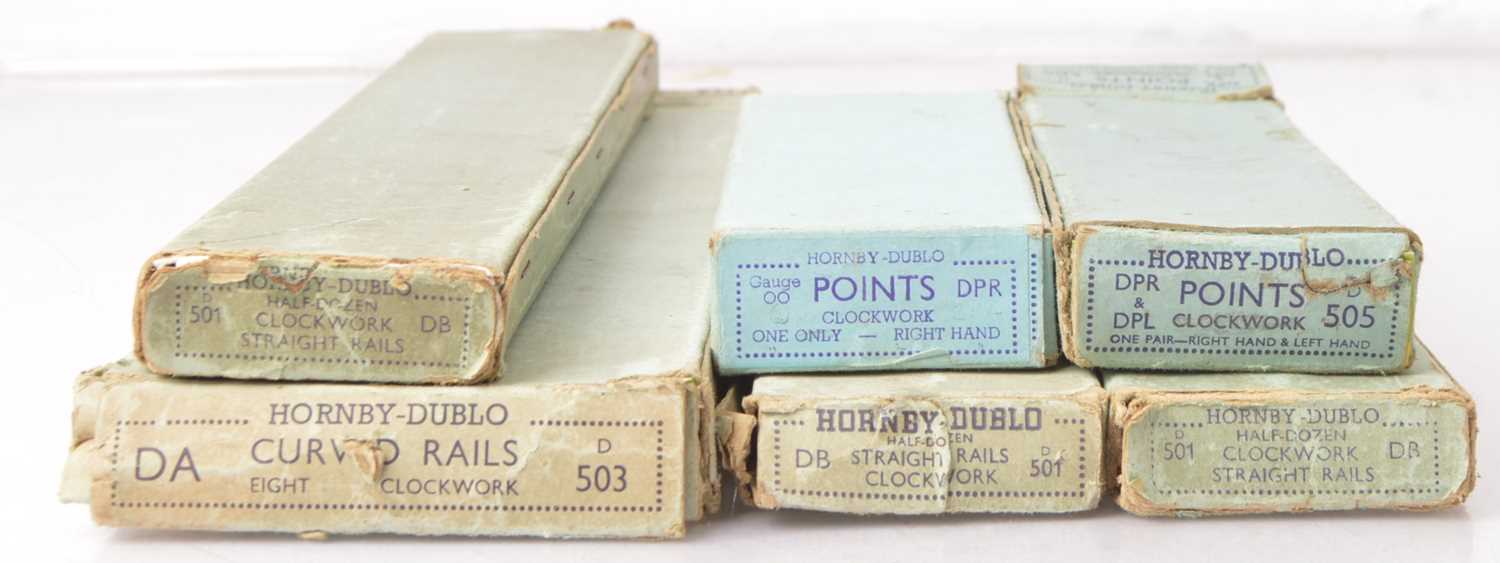 HORNBY-DUBLO
D
501
HALF-DOZEN
CLOCKWORK DB
STRAIGHT RAILS
HORNBY-DUBLO
DA CURVED RAILS D
503
EIGHT CLOCKWORK
HORNBY-DUBLO
Gauge
OO POINTS DPR
CLOCKWORK
ONE ONLY — RIGHT HAND
POINTS
HORNBY-DUBLO
DPR
&
DPL POINTS D
505
CLOCKWORK
ONE PAIR—RIGHT HAND & LEFT HAND
HORNBY-DUBLO
HALF-DOZEN
DB STRAIGHT RAILS D
501
CLOCKWORK
HORNBY-DUBLO
D
501
HALF-DOZEN
CLOCKWORK DB
STRAIGHT RAILS